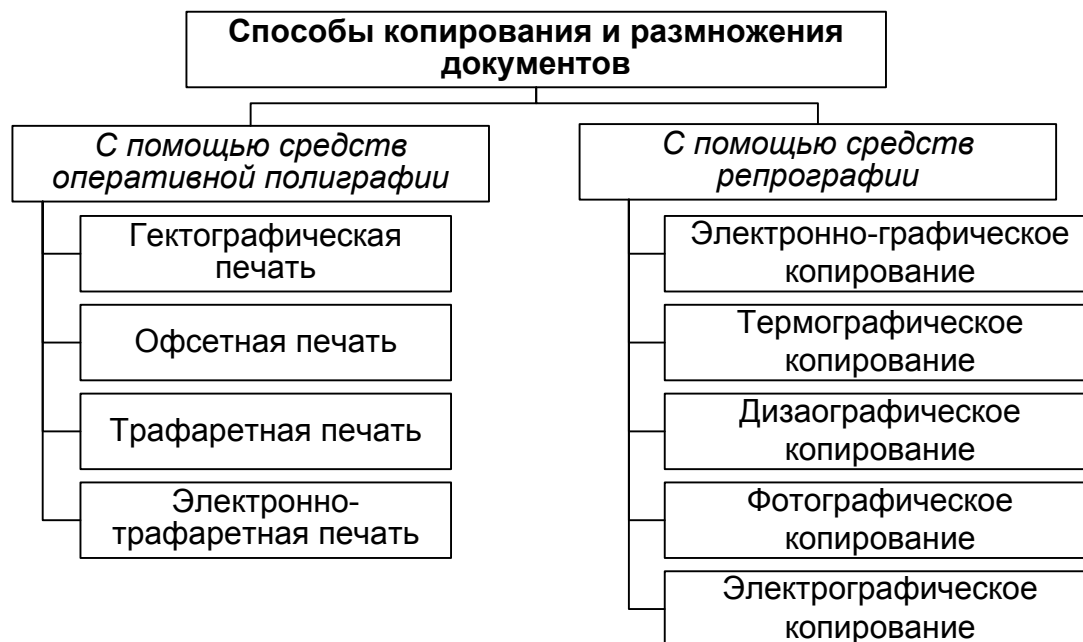 Способы копирования и размножения
документов
С помощью средств
оперативной полиграфии
Гектографическая
печать
Офсетная печать
Трафаретная печать
Электронно-
трафаретная печать
С помощью средств
репрографии
Электронно-графическое
копирование
Термографическое
копирование
Дизаографическое
копирование
Фотографическое
копирование
Электрографическое
копирование